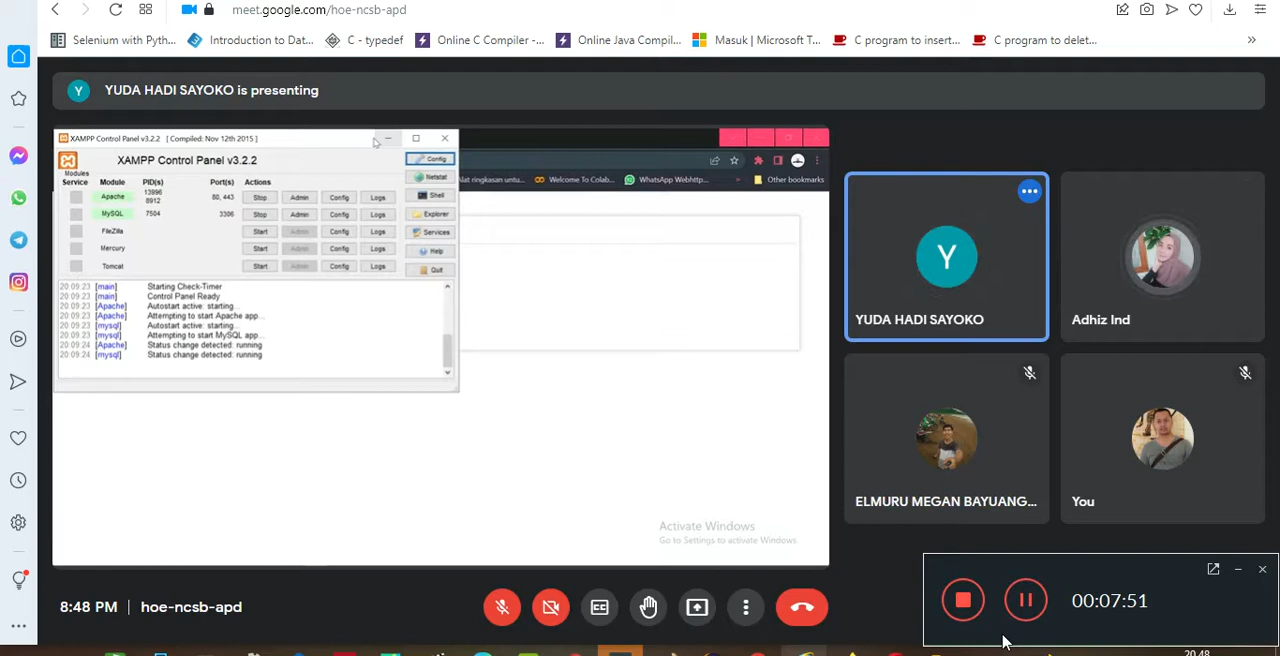 meet.google.com/hoe-ncsb-apd
Selenium with Pyth...
Introduction to Dat...
C - typedef
Online C Compiler -...
Online Java Compil...
Masuk | Microsoft T...
C program to insert...
C program to delet...
»
Y
YUDA HADI SAYOKO is presenting
XAMPP Control Panel v3.2.2 [ Compiled: Nov 12th 2015 ]
XAMPP Control Panel v3.2.2
Config
Modules
Service Module PID(s) Port(s) Actions
Netstat
Apache 13996 8912 80, 443 Stop Admin Config Logs
Shell
MySQL 7504 3306 Stop Admin Config Logs
Explorer
FileZilla Start Admin Config Logs
Services
Mercury Start Admin Config Logs
Help
Tomcat Start Admin Config Logs
Quit
20:09:23 [main] Starting Check-Timer
20:09:23 [main] Control Panel Ready
20:09:23 [Apache] Autostart active: starting...
20:09:23 [Apache] Attempting to start Apache app...
20:09:23 [mysql] Autostart active: starting...
20:09:23 [mysql] Attempting to start MySQL app...
20:09:24 [Apache] Status change detected: running
20:09:24 [mysql] Status change detected: running
ringkasan untu...
Welcome To Colab...
WhatsApp Webhttp...
Other bookmarks
Activate Windows
Go to Settings to activate Windows.
Y
YUDA HADI SAYOKO
Adhiz Ind
ELMURU MEGAN BAYUANG...
You
8:48 PM | hoe-ncsb-apd
00:07:51
20.48